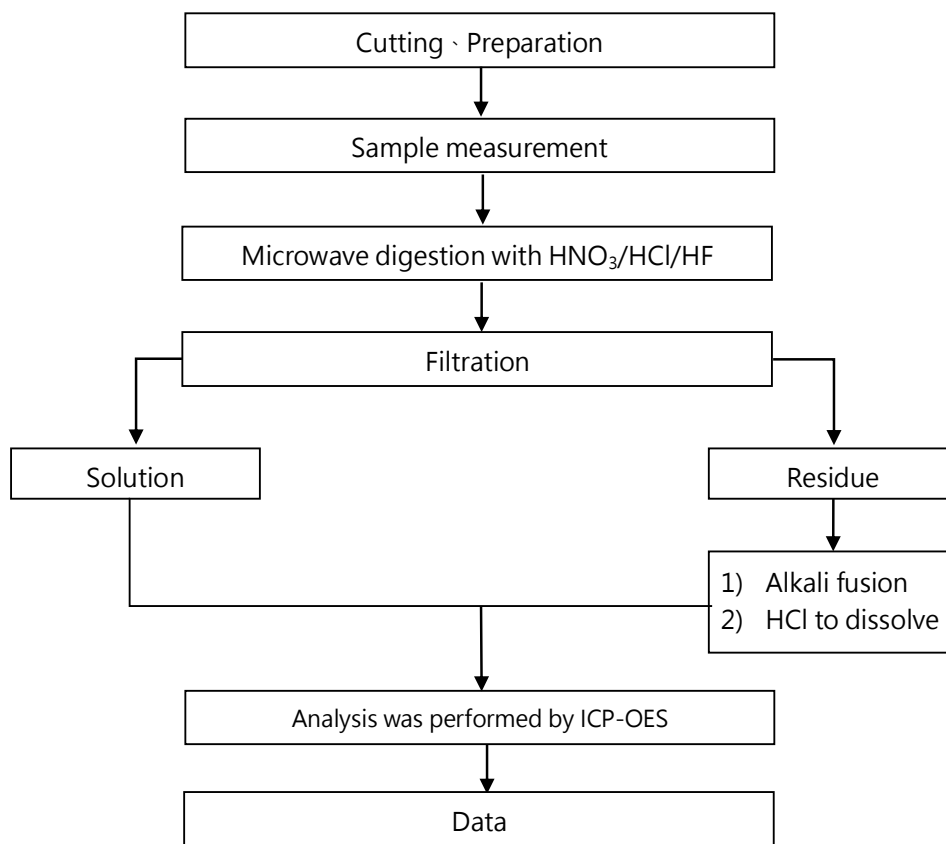 Cutting、Preparation
Sample measurement
Microwave digestion with HNO₃/HCl/HF
Filtration
Solution
Residue
1) Alkali fusion
2) HCl to dissolve
Analysis was performed by ICP-OES
Data